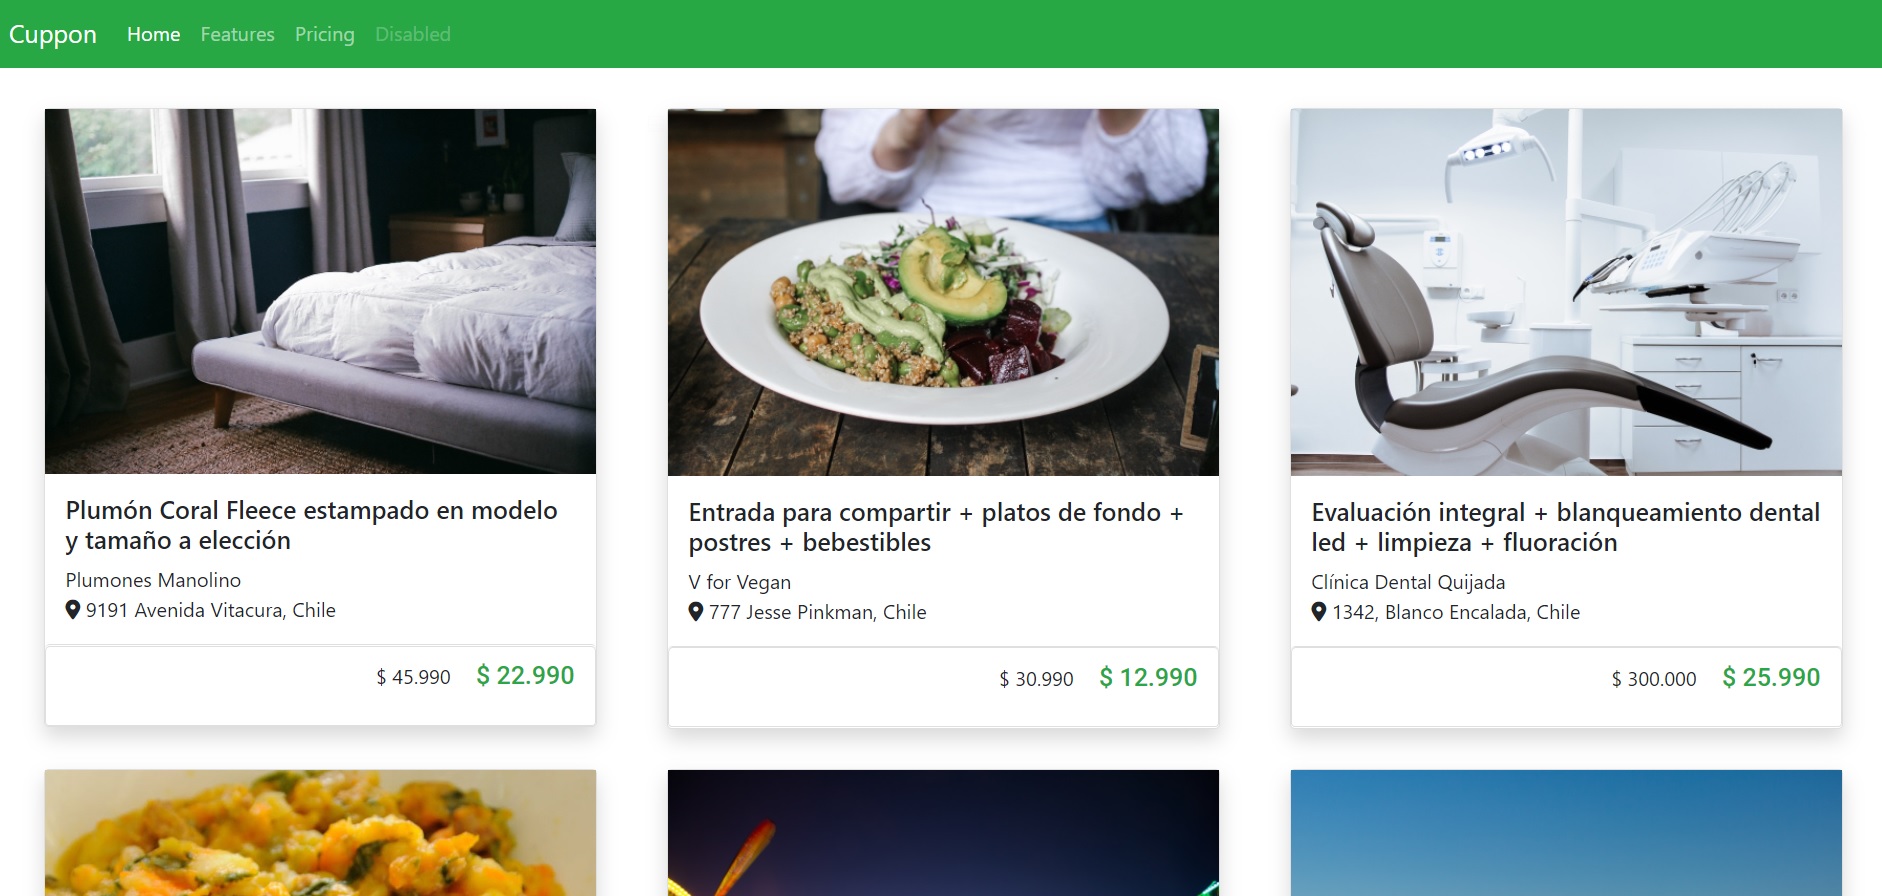 Cuppon Home Features Pricing Disabled
Plumón Coral Fleece estampado en modelo
y tamaño a elección
Plumones Manolino
9191 Avenida Vitacura, Chile
$ 45.990 $ 22.990
Entrada para compartir + platos de fondo +
postres + bebestibles
V for Vegan
777 Jesse Pinkman, Chile
$ 30.990 $ 12.990
Evaluación integral + blanqueamiento dental
led + limpieza + fluoración
Clínica Dental Quijada
1342, Blanco Encalada, Chile
$ 300.000 $ 25.990